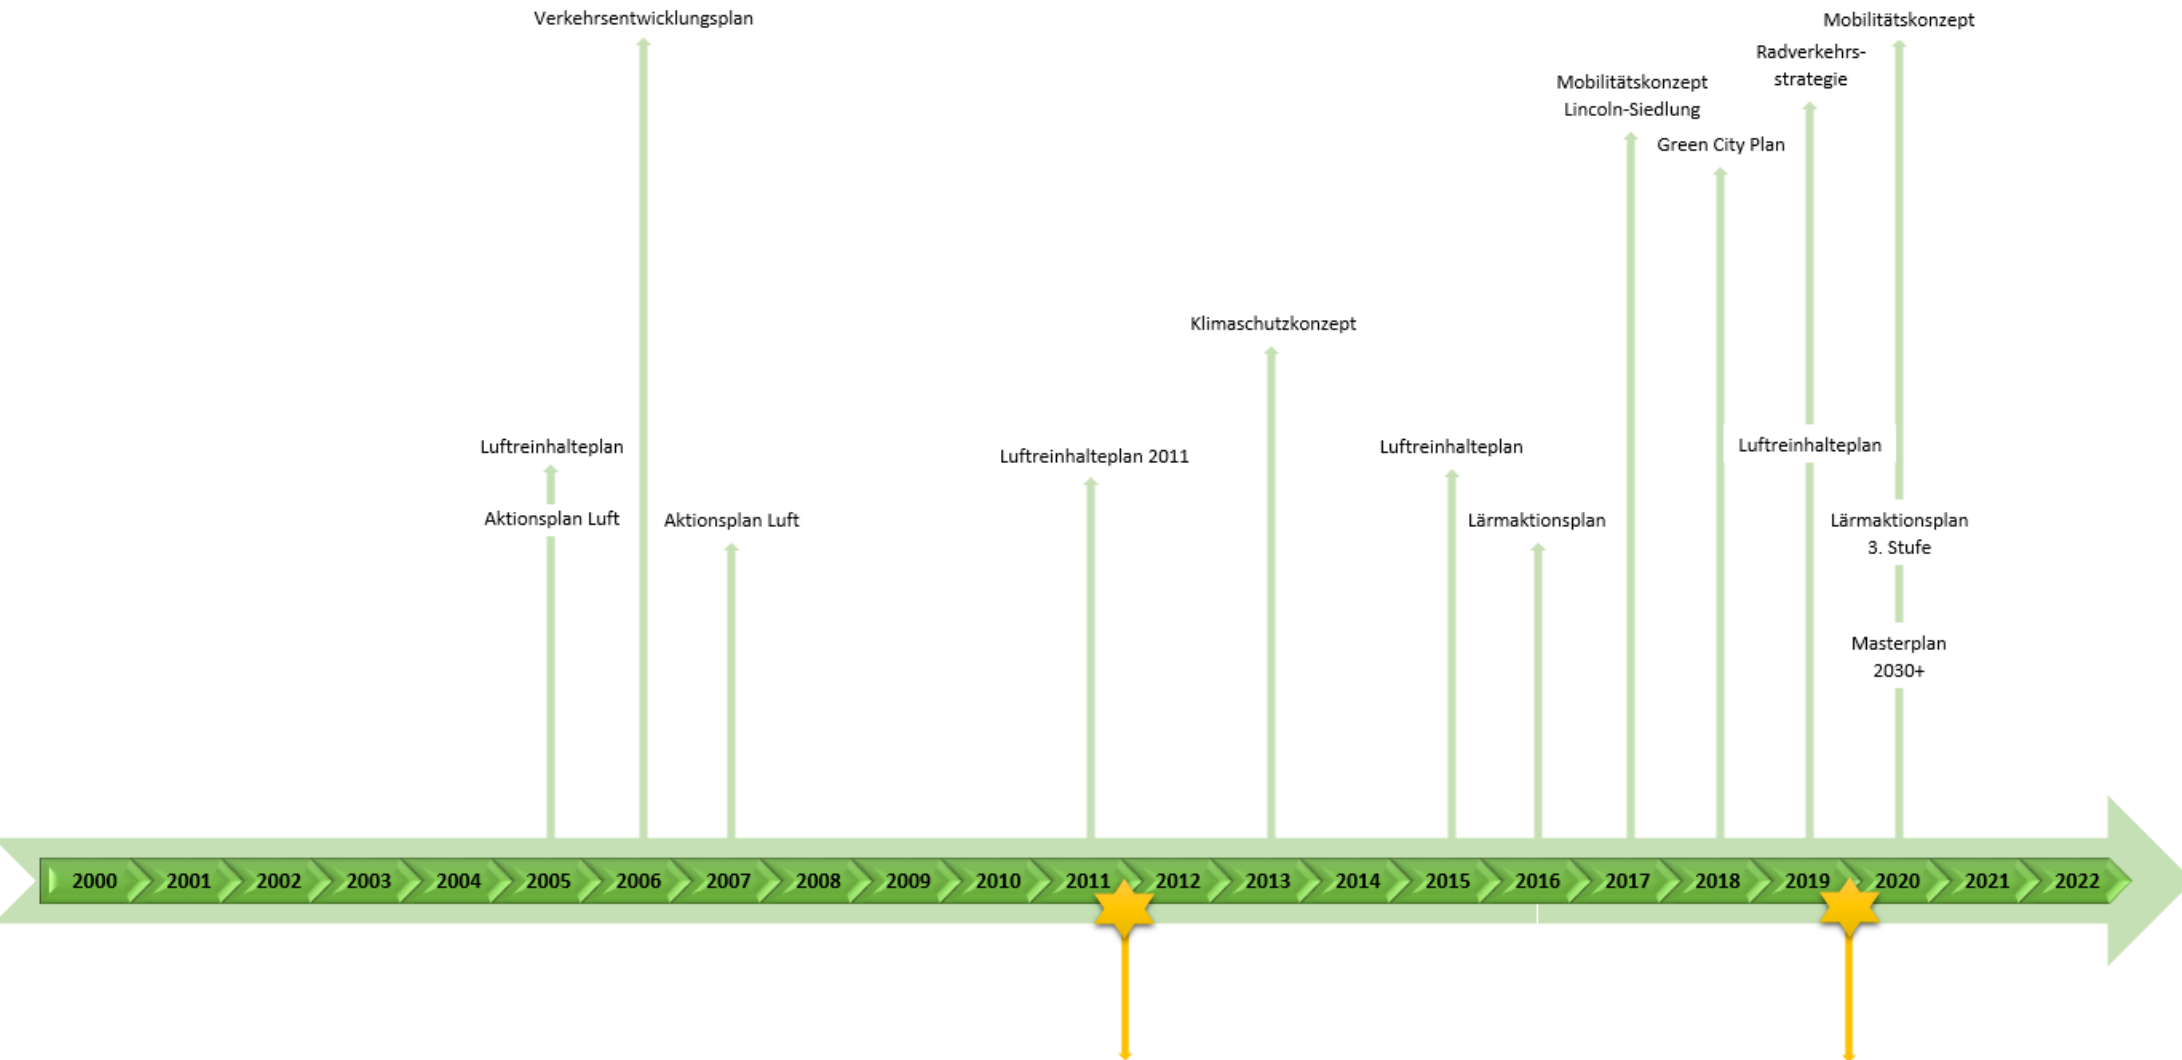 Verkehrsentwicklungsplan
Mobilitätskonzept
Radverkehrs-
strategie
Mobilitätskonzept
Lincoln-Siedlung
Green City Plan
Klimaschutzkonzept
Luftreinhalteplan
Luftreinhalteplan 2011
Luftreinhalteplan
Luftreinhalteplan
Aktionsplan Luft
Aktionsplan Luft
Lärmaktionsplan
Lärmaktionsplan
3. Stufe
Masterplan
2030+
2000 2001 2002 2003 2004 2005 2006 2007 2008 2009 2010 2011 2012 2013 2014 2015 2016 2017 2018 2019 2020 2021 2022